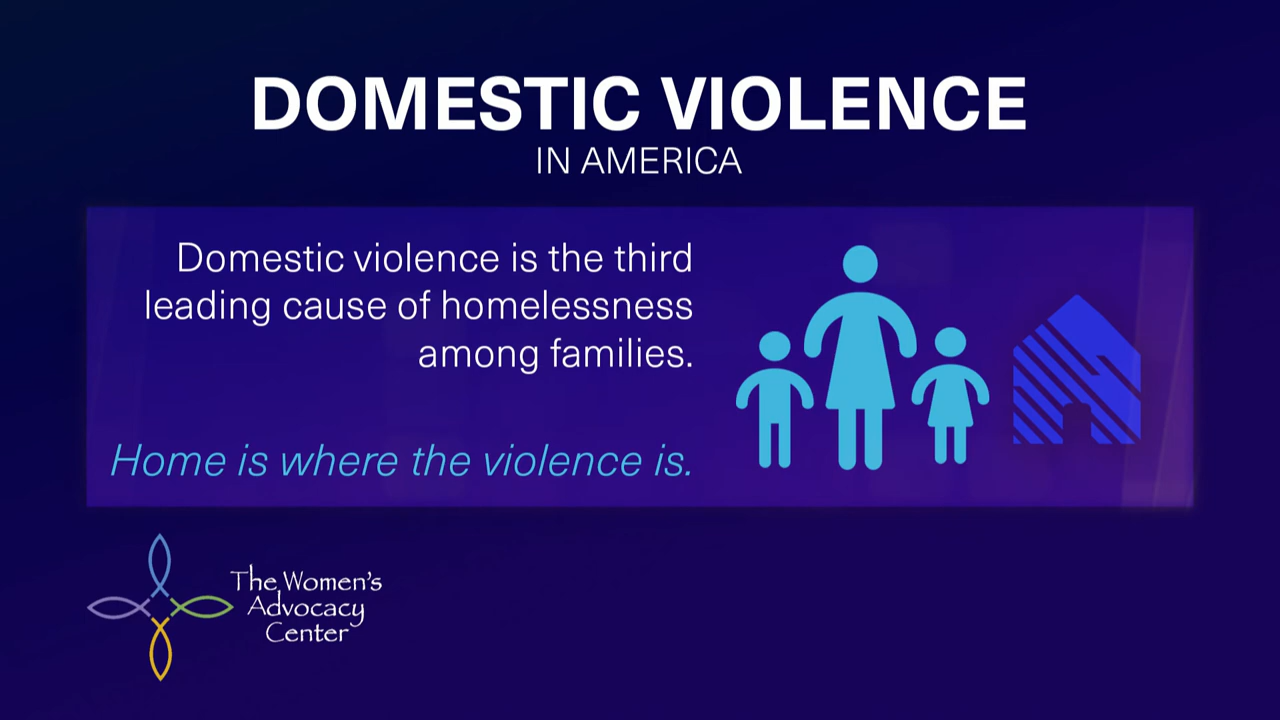 DOMESTIC VIOLENCE
IN AMERICA
Domestic violence is the third
leading cause of homelessness
among families.
Home is where the violence is.
The Women's
Advocacy
Center